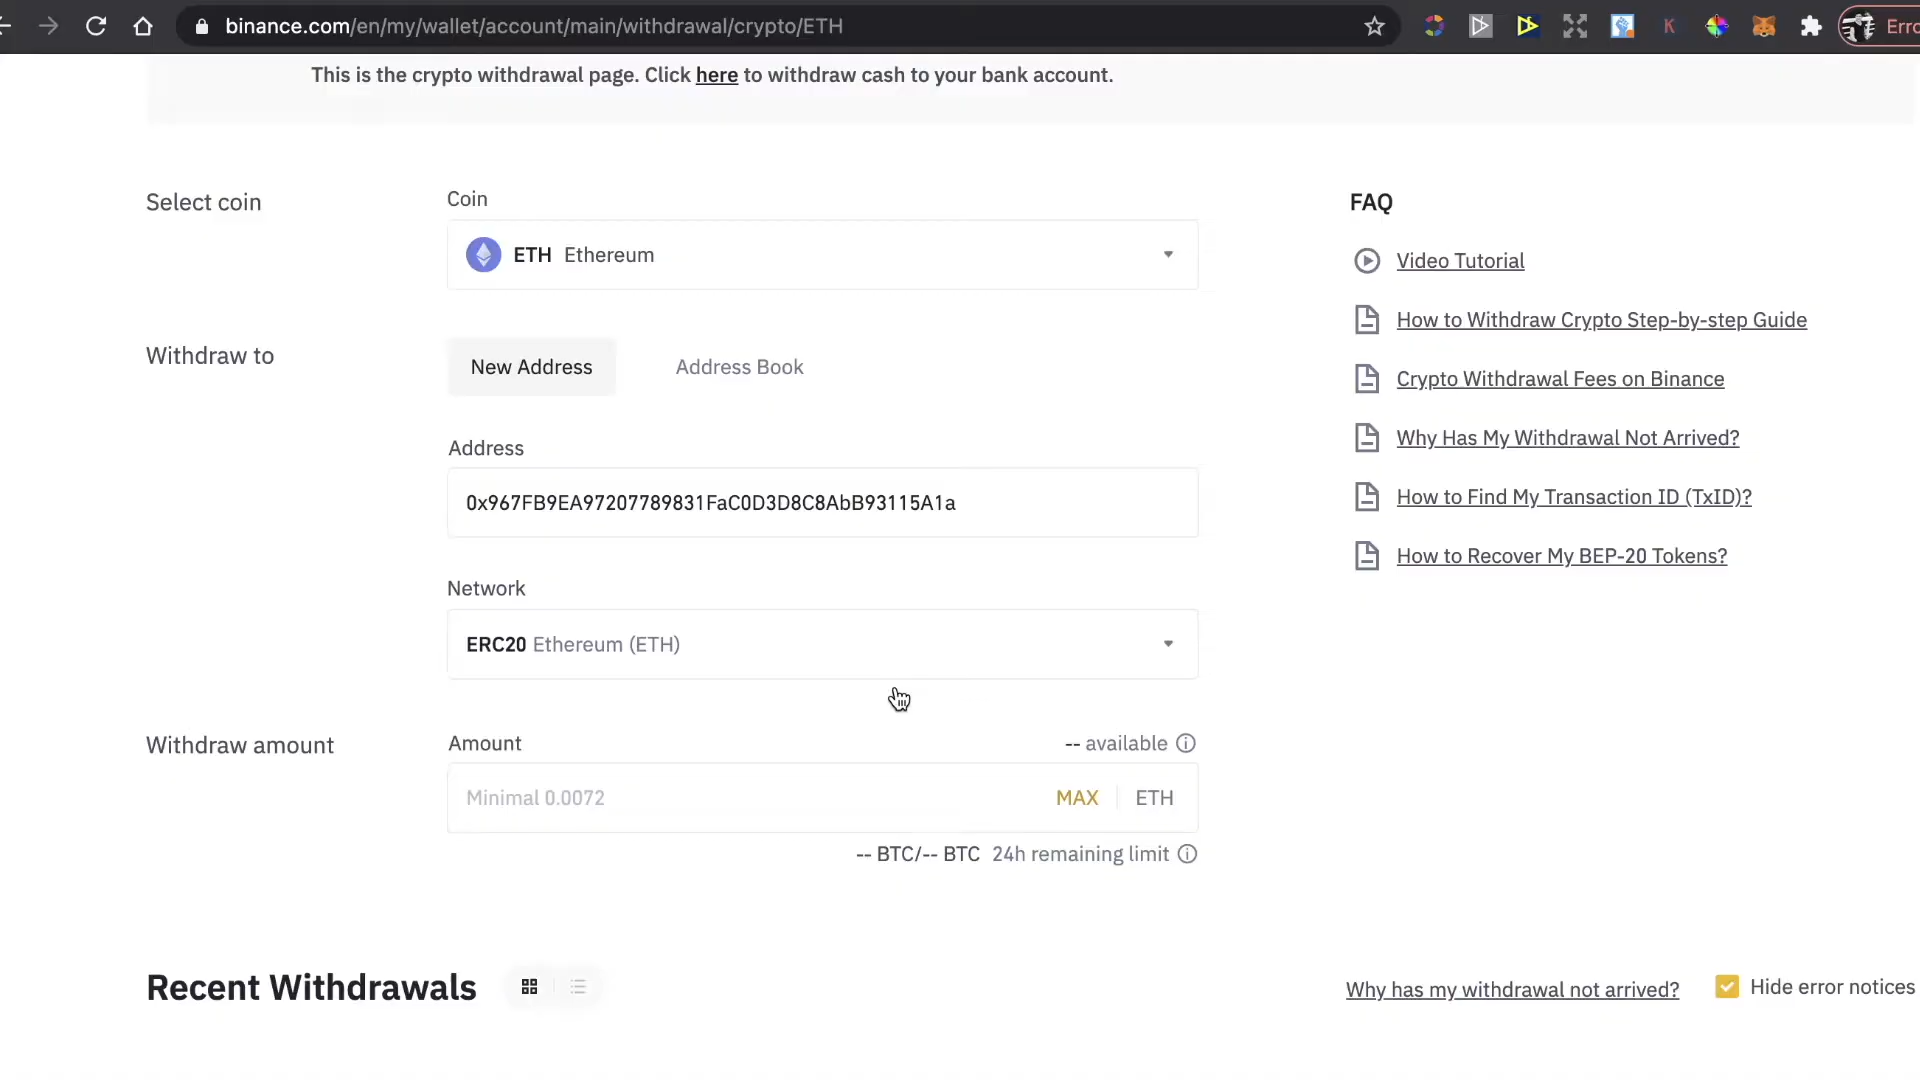 binance.com/en/my/wallet/account/main/withdrawal/crypto/ETH
K
Erro
This is the crypto withdrawal page. Click here to withdraw cash to your bank account.
Select coin
Coin
ETH Ethereum
Withdraw to
New Address
Address Book
Address
0x967FB9EA97207789831FaC0D3D8C8AbB93115A1a
Network
ERC20 Ethereum (ETH)
Withdraw amount
Amount
-- available
Minimal 0.0072
MAX
ETH
-- BTC/-- BTC 24h remaining limit
FAQ
Video Tutorial
How to Withdraw Crypto Step-by-step Guide
Crypto Withdrawal Fees on Binance
Why Has My Withdrawal Not Arrived?
How to Find My Transaction ID (TxID)?
How to Recover My BEP-20 Tokens?
Recent Withdrawals
Why has my withdrawal not arrived?
Hide error notices